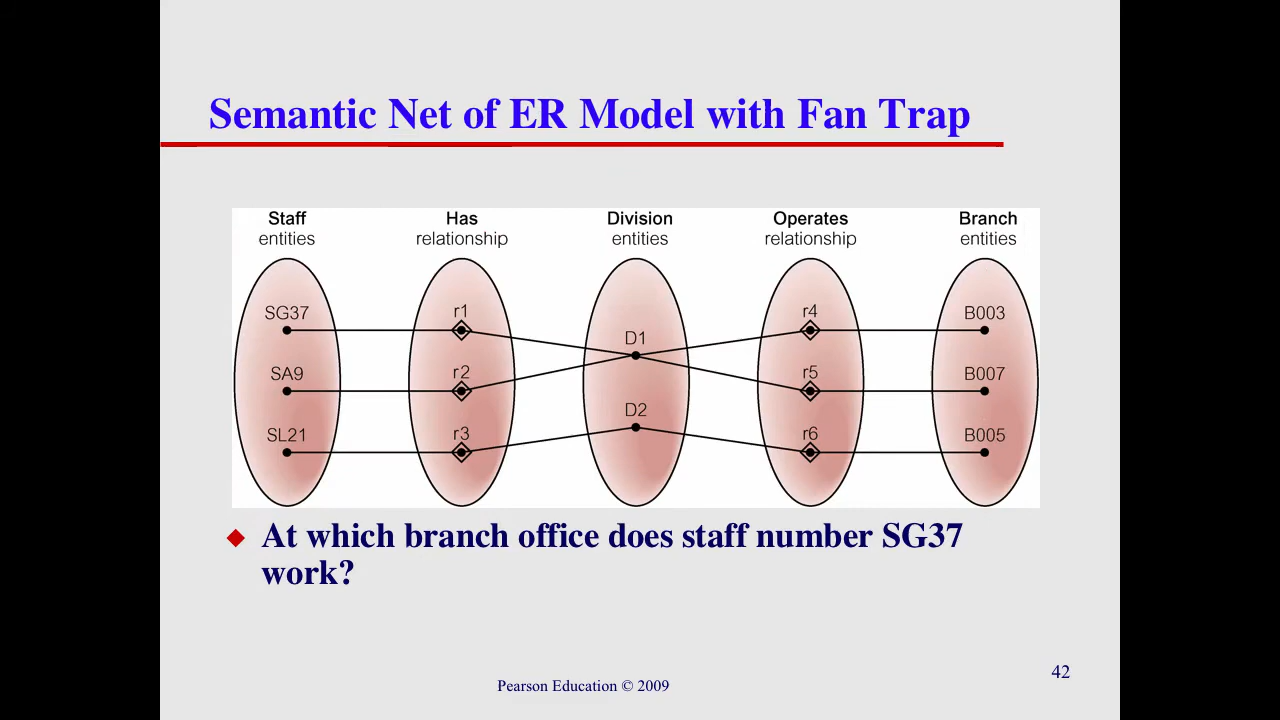 Semantic Net of ER Model with Fan Trap
Staff Has Division Operates Branch
entities relationship entities relationship entities
SG37 r1 r4 B003
D1
SA9 r2 r5 B007
D2
SL21 r3 r6 B005
At which branch office does staff number SG37
work?
42
Pearson Education © 2009